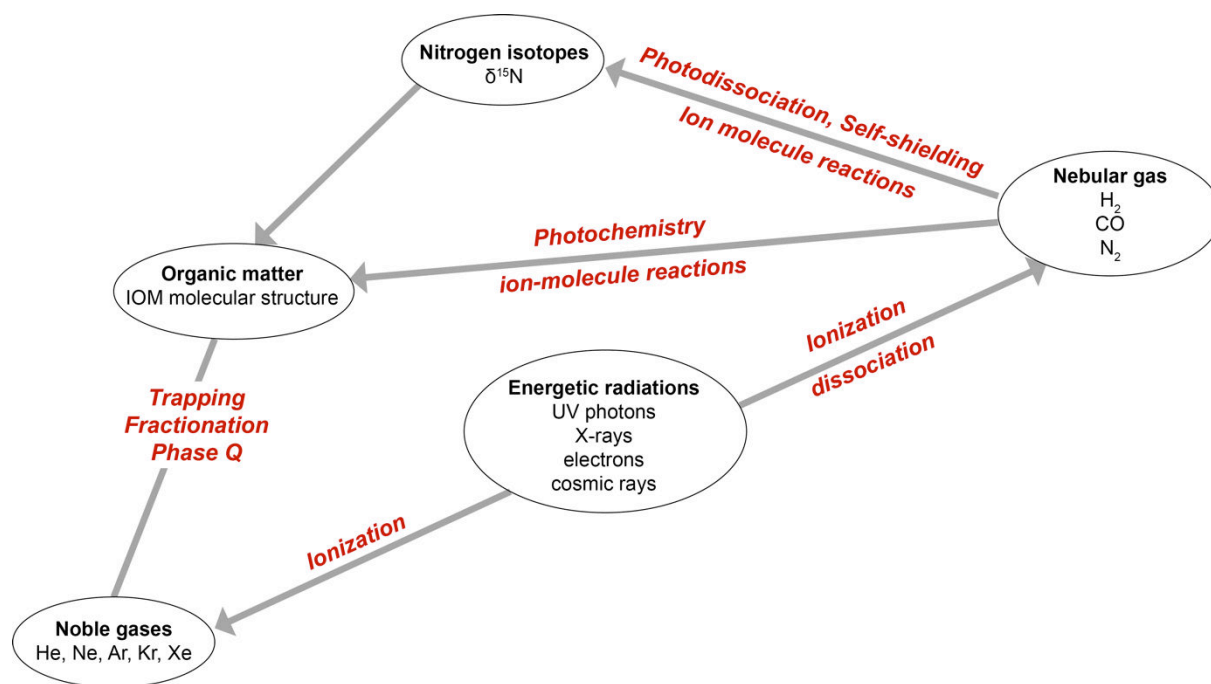 Nitrogen isotopes
δ¹⁵N
Photodissociation, Self-shielding
Ion molecule reactions
Nebular gas
H₂
CO
N₂
Photochemistry
ion-molecule reactions
Organic matter
IOM molecular structure
Ionization
dissociation
Energetic radiations
UV photons
X-rays
electrons
cosmic rays
Trapping
Fractionation
Phase Q
Ionization
Noble gases
He, Ne, Ar, Kr, Xe